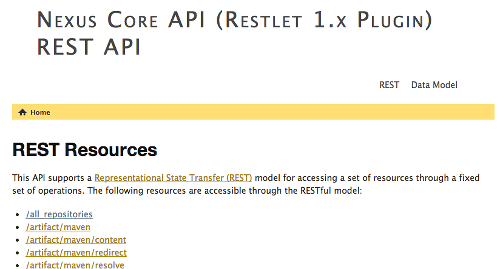 Nexus Core API (Restlet 1.x Plugin)
REST API
REST Data Model
Home
REST Resources
This API supports a Representational State Transfer (REST) model for accessing a set of resources through a fixed
set of operations. The following resources are accessible through the RESTful model:
/all_repositories
/artifact/maven
/artifact/maven/content
/artifact/maven/redirect
/artifact/maven/resolve